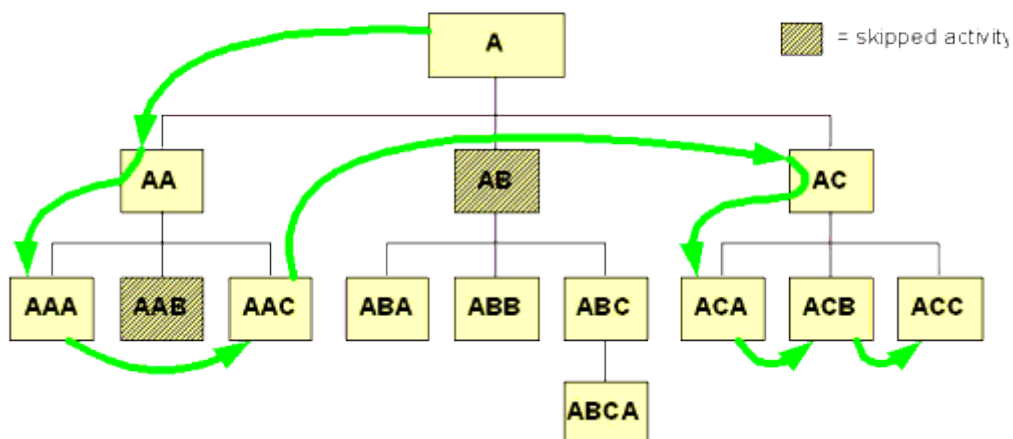 A
= skipped activity
AA
AB
AC
AAA
AAB
AAC
ABA
ABB
ABC
ACA
ACB
ACC
ABCA